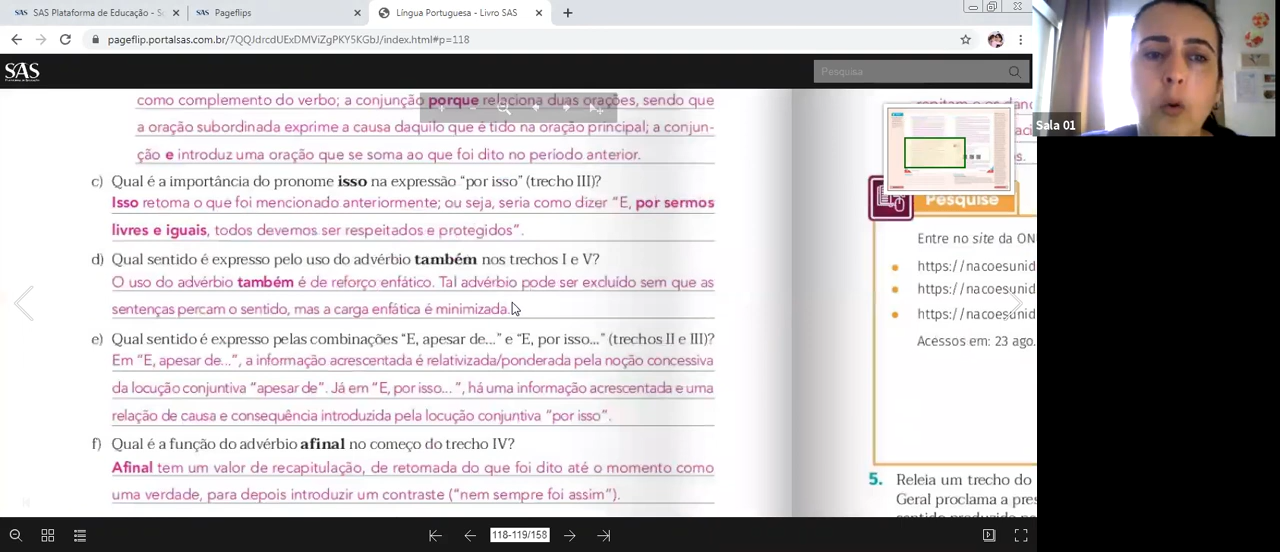 SAS Plataforma de Educação - S
Pageflips
Língua Portuguesa - Livro SAS
pageflip.portalsas.com.br/7QQJdrcdUExDMViZgPKY5KGbJ/index.html#p=118
SAS
Pesquisa
como complemento do verbo; a conjunção porque relaciona duas orações, sendo que
a oração subordinada exprime a causa daquilo que é tido na oração principal; a conjun-
ção e introduz uma oração que se soma ao que foi dito no período anterior.
c) Qual é a importância do pronome isso na expressão "por isso" (trecho III)?
Isso retoma o que foi mencionado anteriormente; ou seja, seria como dizer "E, por sermos
livres e iguais, todos devemos ser respeitados e protegidos".
d) Qual sentido é expresso pelo uso do advérbio também nos trechos I e V?
O uso do advérbio também é de reforço enfático. Tal advérbio pode ser excluído sem que as
sentenças percam o sentido, mas a carga enfática é minimizada.
e) Qual sentido é expresso pelas combinações "E, apesar de..." e "E, por isso..." (trechos II e III)?
Em "E, apesar de...", a informação acrescentada é relativizada/ponderada pela noção concessiva
da locução conjuntiva "apesar de". Já em "E, por isso...", há uma informação acrescentada e uma
relação de causa e consequência introduzida pela locução conjuntiva "por isso".
f) Qual é a função do advérbio afinal no começo do trecho IV?
Afinal tem um valor de recapitulação, de retomada do que foi dito até o momento como
uma verdade, para depois introduzir um contraste ("nem sempre foi assim").
Pesquise
Entre no site da ON
https://nacoesunid
https://nacoesunid
https://nacoesunid
Acessos em: 23 ago.
5. Releia um trecho do
Geral proclama a pres
118-119/158
Sala 01